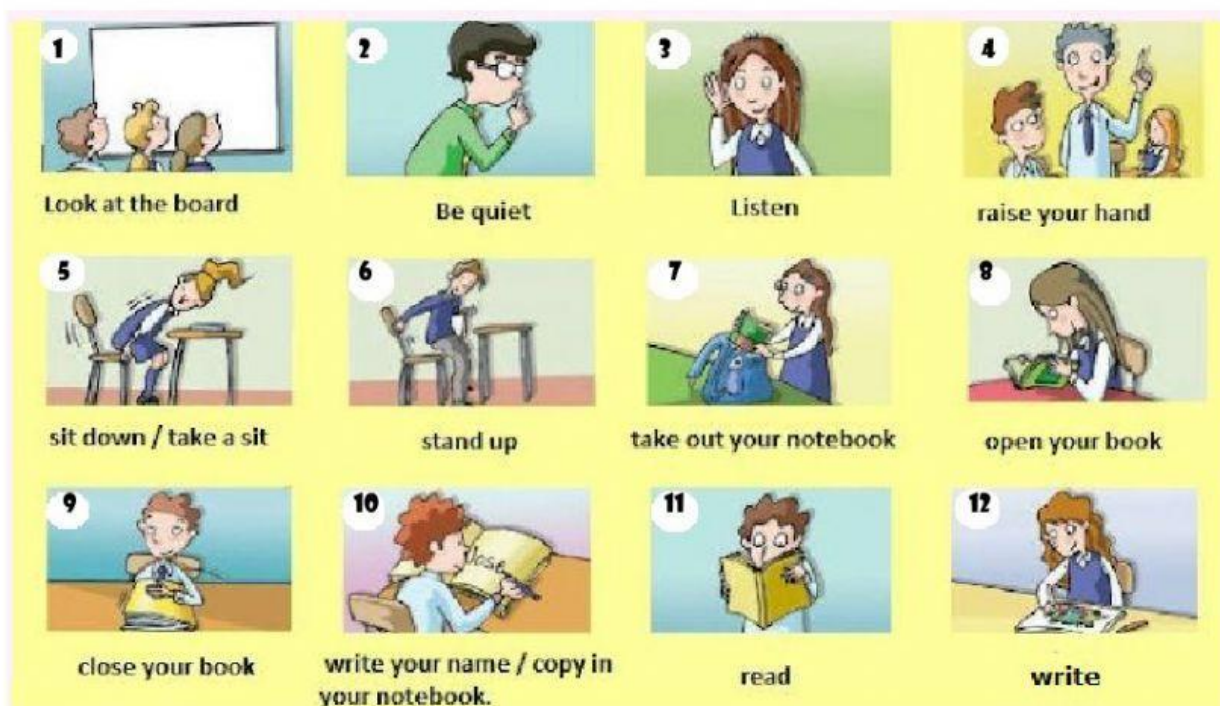 1
2
3
4
Look at the board
Be quiet
Listen
raise your hand
5
6
7
8
sit down / take a sit
stand up
take out your notebook
open your book
9
10
11
12
close your book
write your name / copy in
your notebook.
read
write
Jose